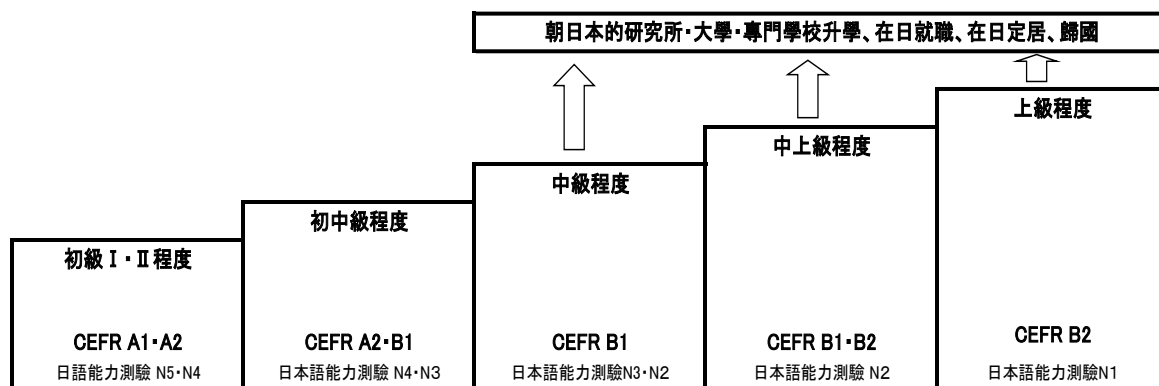 朝日本的研究所・大學・專門學校升學、在日就職、在日定居、歸國
初級Ⅰ・Ⅱ程度
CEFR A1・A2
日語能力測驗 N5・N4
初中級程度
CEFR A2・B1
日本語能力測驗 N4・N3
中級程度
CEFR B1
日本語能力測驗N3・N2
中上級程度
CEFR B1・B2
日本語能力測驗 N2
上級程度
CEFR B2
日本語能力測驗N1